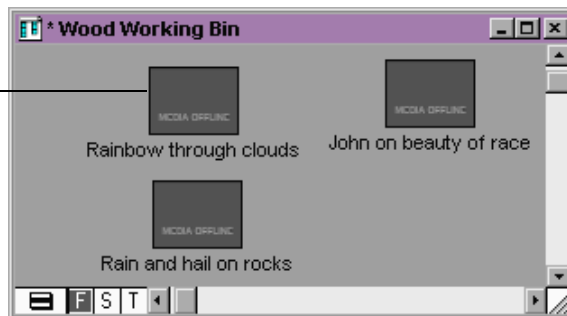 * Wood Working Bin
MEDIA OFFLINE
MEDIA OFFLINE
Rainbow through clouds
John on beauty of race
MEDIA OFFLINE
Rain and hail on rocks
F S T